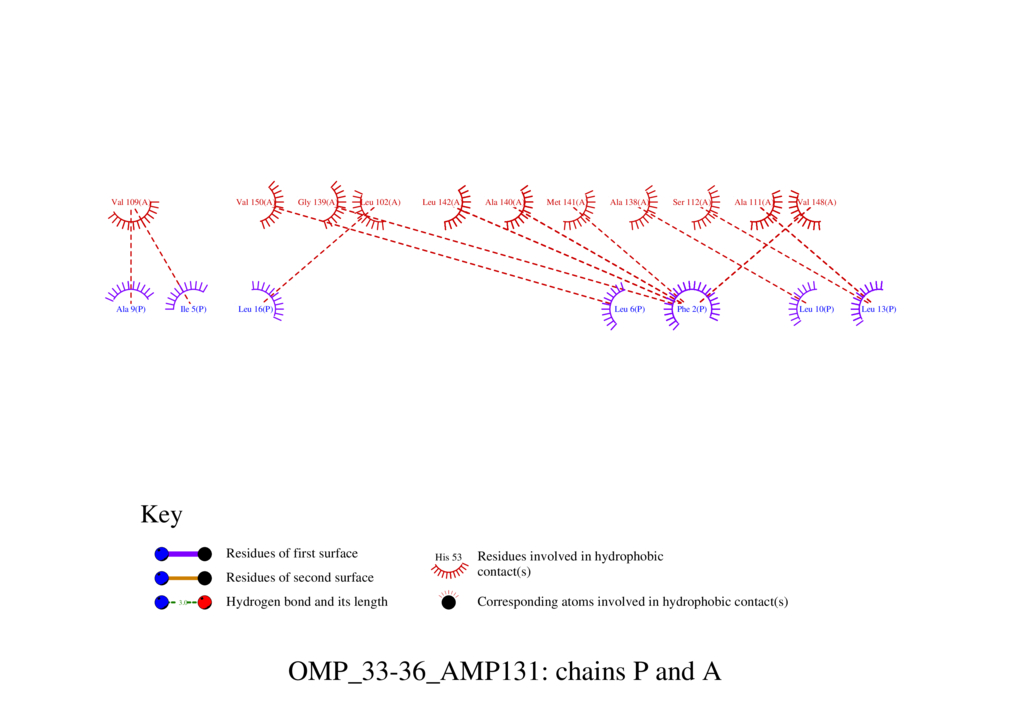 Val 109(A) Val 150(A) Gly 139(A) Leu 102(A) Leu 142(A) Ala 140(A) Met 141(A) Ala 138(A) Ser 112(A) Ala 111(A) Val 148(A)
Ala 9(P) Ile 5(P) Leu 16(P) Leu 6(P) Phe 2(P) Leu 10(P) Leu 13(P)
Key
Residues of first surface
Residues of second surface
3.0
Hydrogen bond and its length
His 53
Residues involved in hydrophobic
contact(s)
Corresponding atoms involved in hydrophobic contact(s)
OMP_33-36_AMP131: chains P and A